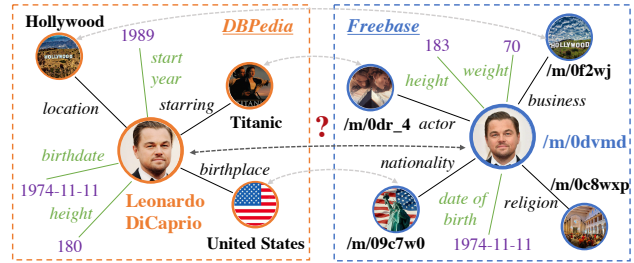 Hollywood
1989
DBPedia
start
year
location
starring
Titanic
birthdate
1974-11-11
birthplace
height
Leonardo
DiCaprio
180
United States
?
Freebase
183
70
height
weight
/m/0f2wj
/m/0dr_4
actor
business
/m/0dvmd
nationality
/m/0c8wxp
date of
birth
religion
/m/09c7w0
1974-11-11